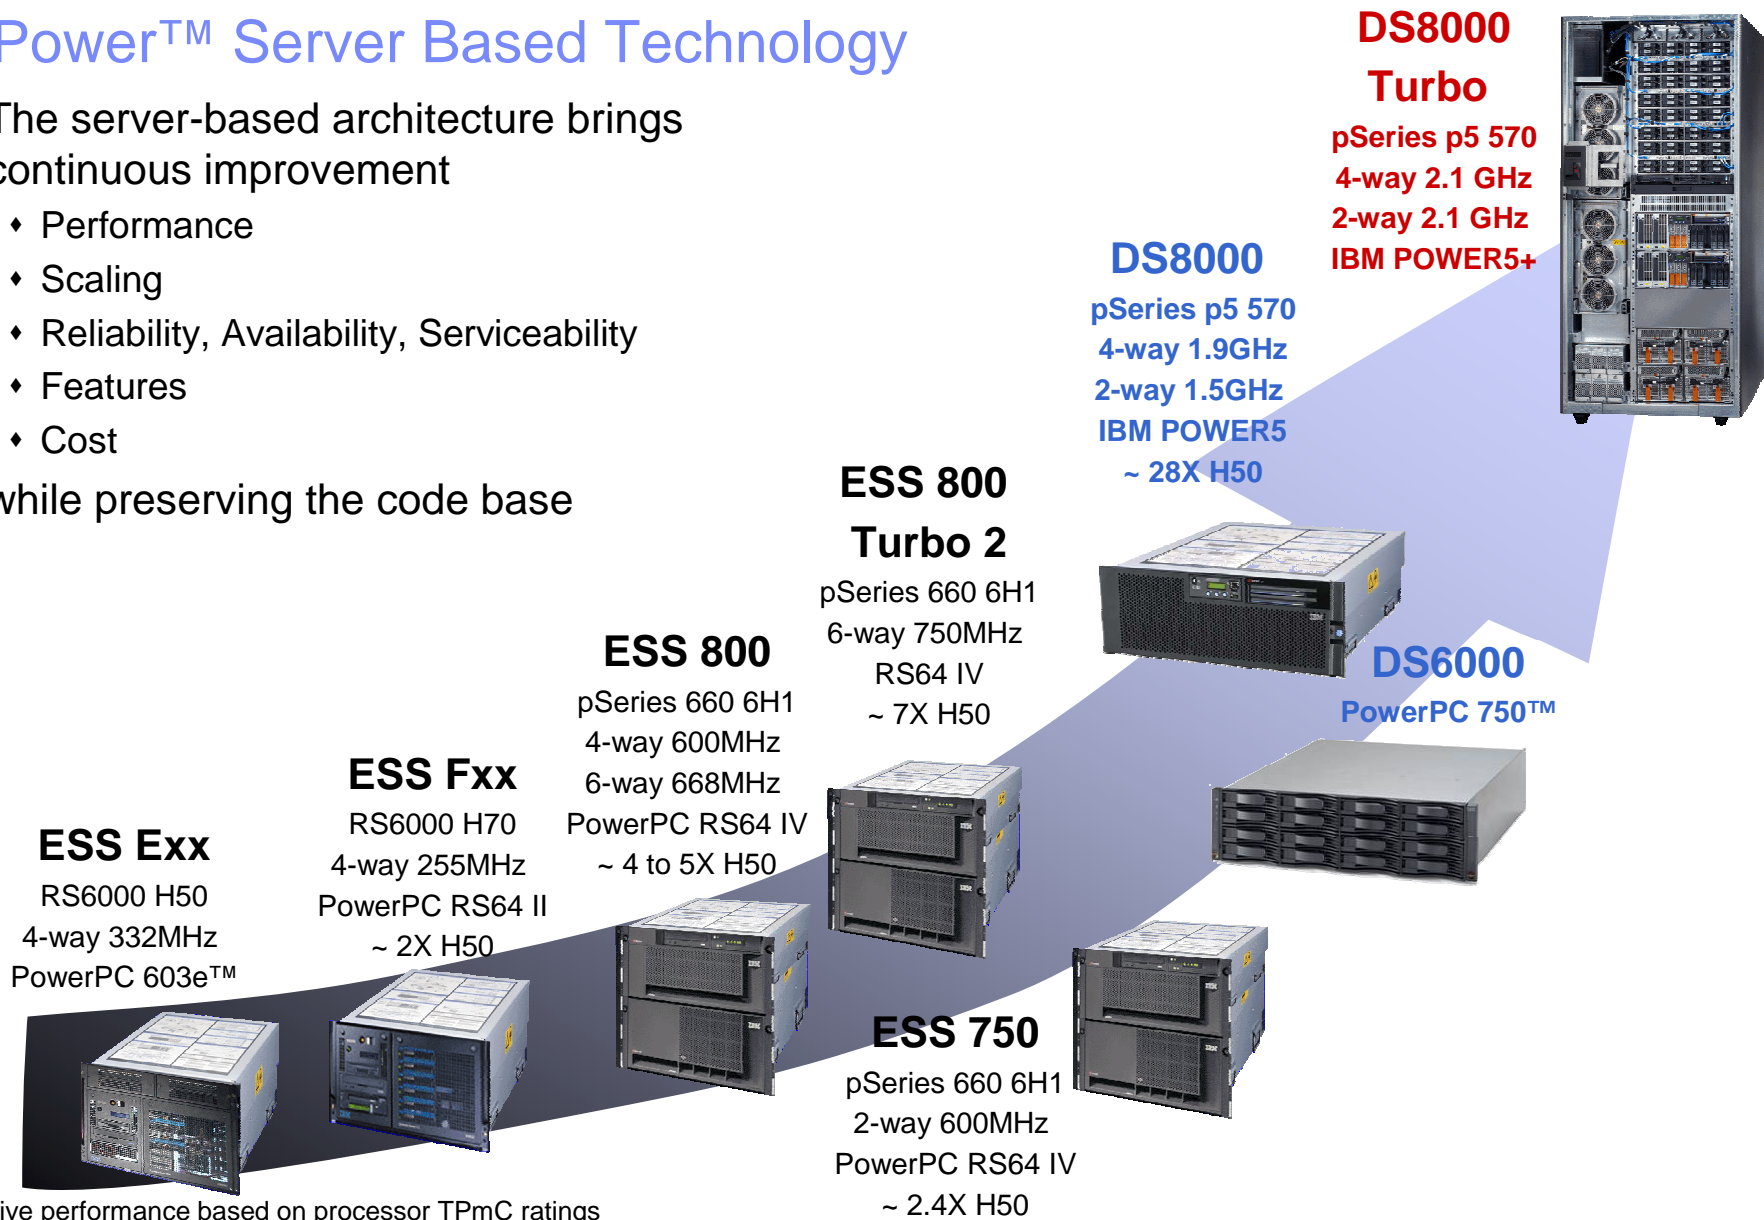 Power™ Server Based Technology
The server-based architecture brings
continuous improvement
Performance
Scaling
Reliability, Availability, Serviceability
Features
Cost
while preserving the code base
ESS Exx
RS6000 H50
4-way 332MHz
PowerPC 603e™
ESS Fxx
RS6000 H70
4-way 255MHz
PowerPC RS64 II
~ 2X H50
ESS 800
pSeries 660 6H1
4-way 600MHz
6-way 668MHz
PowerPC RS64 IV
~ 4 to 5X H50
ESS 800
Turbo 2
pSeries 660 6H1
6-way 750MHz
RS64 IV
~ 7X H50
ESS 750
pSeries 660 6H1
2-way 600MHz
PowerPC RS64 IV
~ 2.4X H50
DS8000
pSeries p5 570
4-way 1.9GHz
2-way 1.5GHz
IBM POWER5
~ 28X H50
DS6000
PowerPC 750™
DS8000
Turbo
pSeries p5 570
4-way 2.1 GHz
2-way 2.1 GHz
IBM POWER5+
ive performance based on processor TPmC ratings